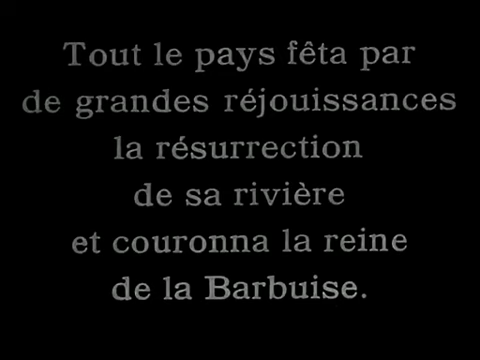 Tout le pays fêta par
de grandes réjouissances
la résurrection
de sa rivière
et couronna la reine
de la Barbuise.